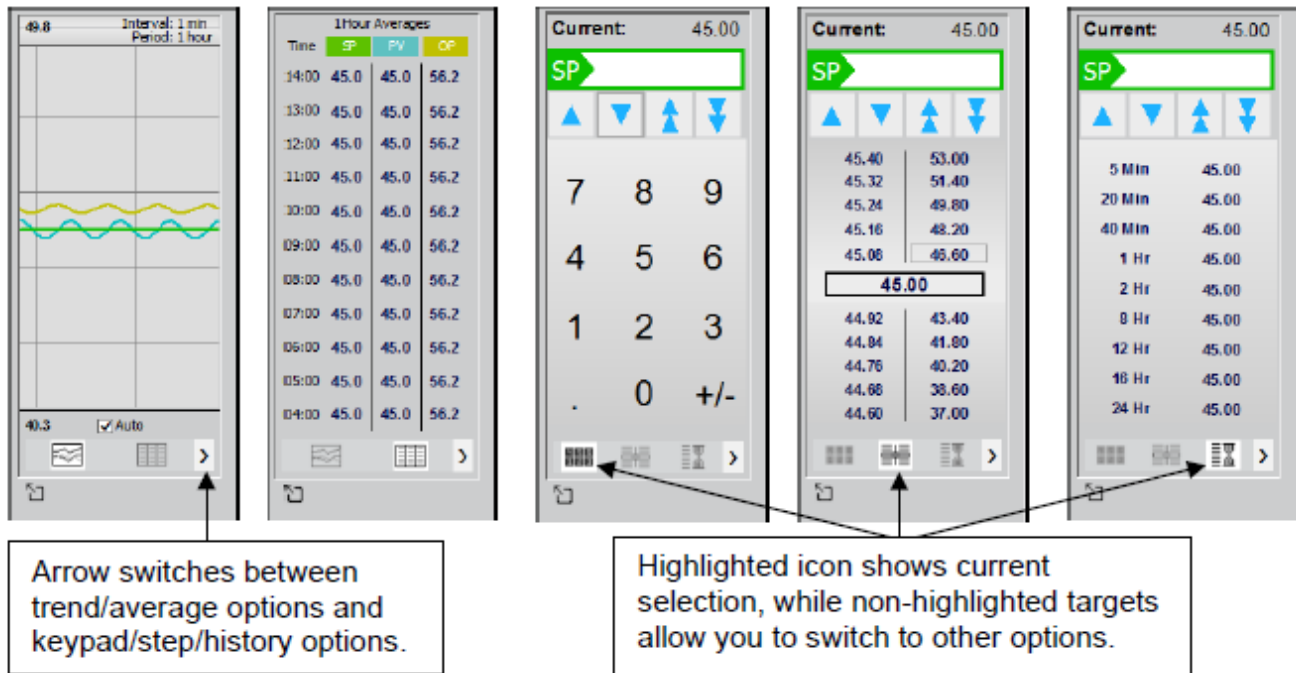 49.8
Interval: 1 min
Period: 1 hour
40.3 Auto
1 Hour Averages
Time SP PV OP
14:00 45.0 45.0 56.2
13:00 45.0 45.0 56.2
12:00 45.0 45.0 56.2
11:00 45.0 45.0 56.2
10:00 45.0 45.0 56.2
09:00 45.0 45.0 56.2
08:00 45.0 45.0 56.2
07:00 45.0 45.0 56.2
06:00 45.0 45.0 56.2
05:00 45.0 45.0 56.2
04:00 45.0 45.0 56.2
Current: 45.00
SP
7 8 9
4 5 6
1 2 3
. 0 +/-
Current: 45.00
SP
45.40 53.00
45.32 51.40
45.24 49.80
45.16 48.20
45.08 46.60
45.00
44.92 43.40
44.84 41.80
44.76 40.20
44.68 38.60
44.60 37.00
Current: 45.00
SP
5 Min 45.00
20 Min 45.00
40 Min 45.00
1 Hr 45.00
2 Hr 45.00
8 Hr 45.00
12 Hr 45.00
16 Hr 45.00
24 Hr 45.00
Arrow switches between
trend/average options and
keypad/step/history options.
Highlighted icon shows current
selection, while non-highlighted targets
allow you to switch to other options.